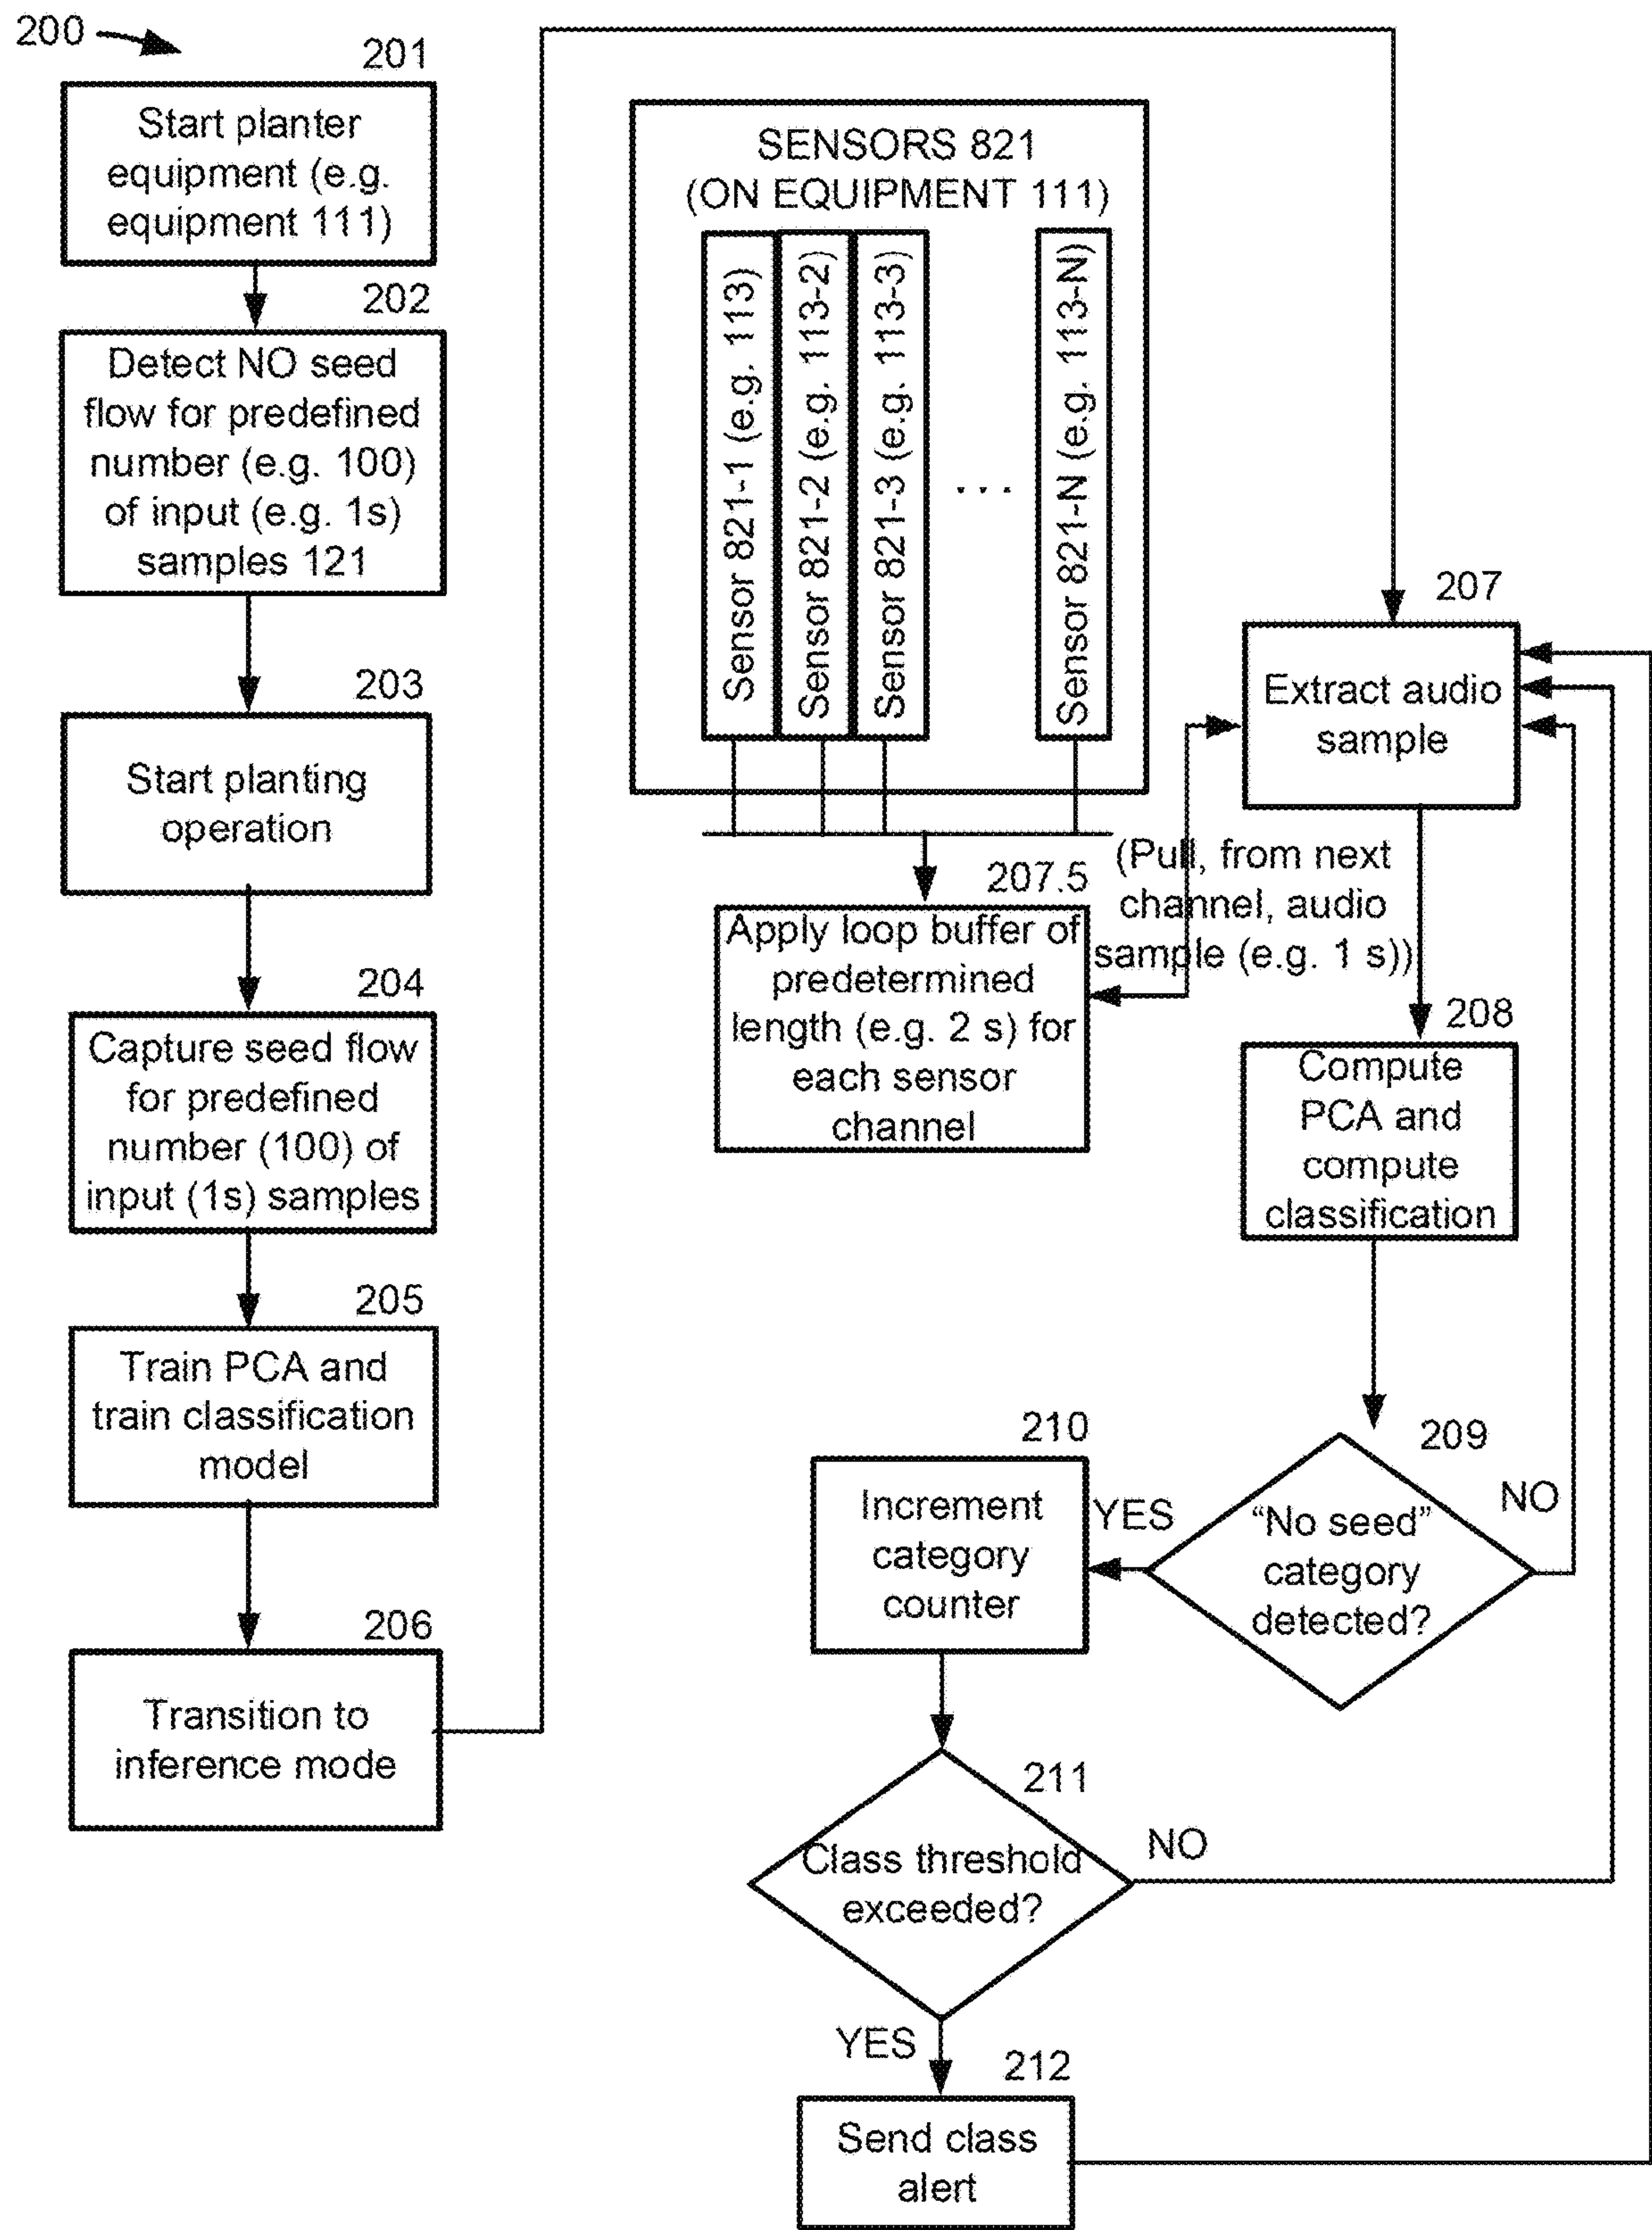 200
201
Start planter
equipment (e.g.
equipment 111)
202
Detect NO seed
flow for predefined
number (e.g. 100)
of input (e.g. 1s)
samples 121
203
Start planting
operation
204
Capture seed flow
for predefined
number (100) of
input (1s) samples
205
Train PCA and
train classification
model
206
Transition to
inference mode
SENSORS 821
(ON EQUIPMENT 111)
Sensor 821-1 (e.g. 113)
Sensor 821-2 (e.g. 113-2)
Sensor 821-3 (e.g. 113-3)
...
Sensor 821-N (e.g. 113-N)
207
Extract audio
sample
(Pull, from next
channel, audio
sample (e.g. 1 s))
207.5
Apply loop buffer of
predetermined
length (e.g. 2 s) for
each sensor
channel
208
Compute
PCA and
compute
classification
209
“No seed”
category
detected?
NO
YES
210
Increment
category
counter
211
Class threshold
exceeded?
NO
YES
212
Send class
alert